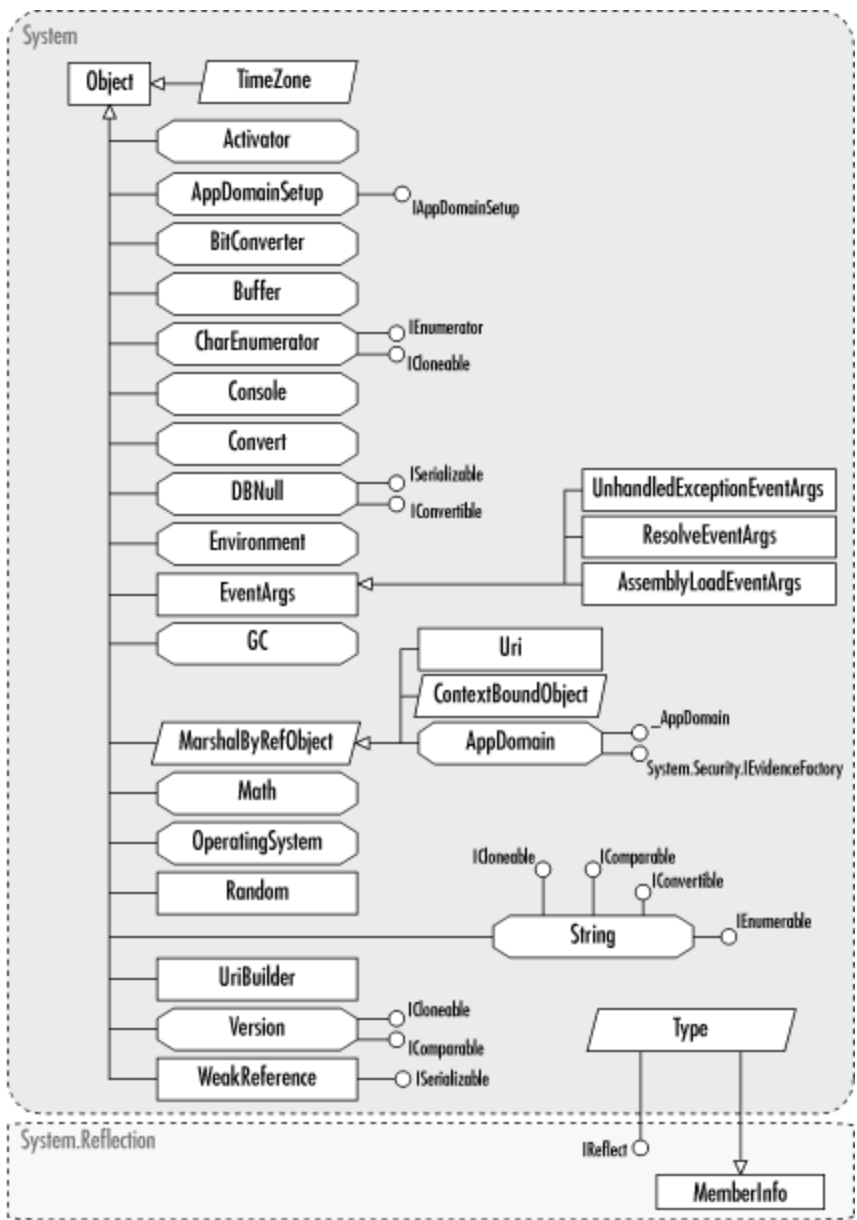 System
Object
TimeZone
Activator
AppDomainSetup
IAppDomainSetup
BitConverter
Buffer
CharEnumerator
IEnumerator
ICloneable
Console
Convert
DBNull
ISerializable
IConvertible
UnhandledExceptionEventArgs
ResolveEventArgs
AssemblyLoadEventArgs
Environment
EventArgs
GC
Uri
ContextBoundObject
MarshalByRefObject
AppDomain
_AppDomain
System.Security.IEvidenceFactory
Math
OperatingSystem
Random
ICloneable
IComparable
IConvertible
String
IEnumerable
UriBuilder
Version
ICloneable
IComparable
Type
WeakReference
ISerializable
System.Reflection
IReflect
MemberInfo